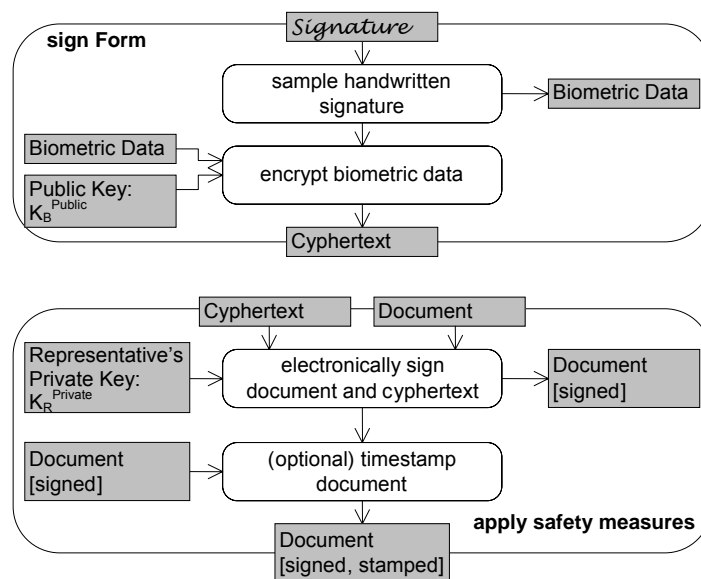 sign Form
Signature
sample handwritten
signature
Biometric Data
Biometric Data
Public Key:
K_B^Public
encrypt biometric data
Cyphertext
Cyphertext
Document
Representative's
Private Key:
K_R^Private
electronically sign
document and cyphertext
Document
[signed]
Document
[signed]
(optional) timestamp
document
apply safety measures
Document
[signed, stamped]